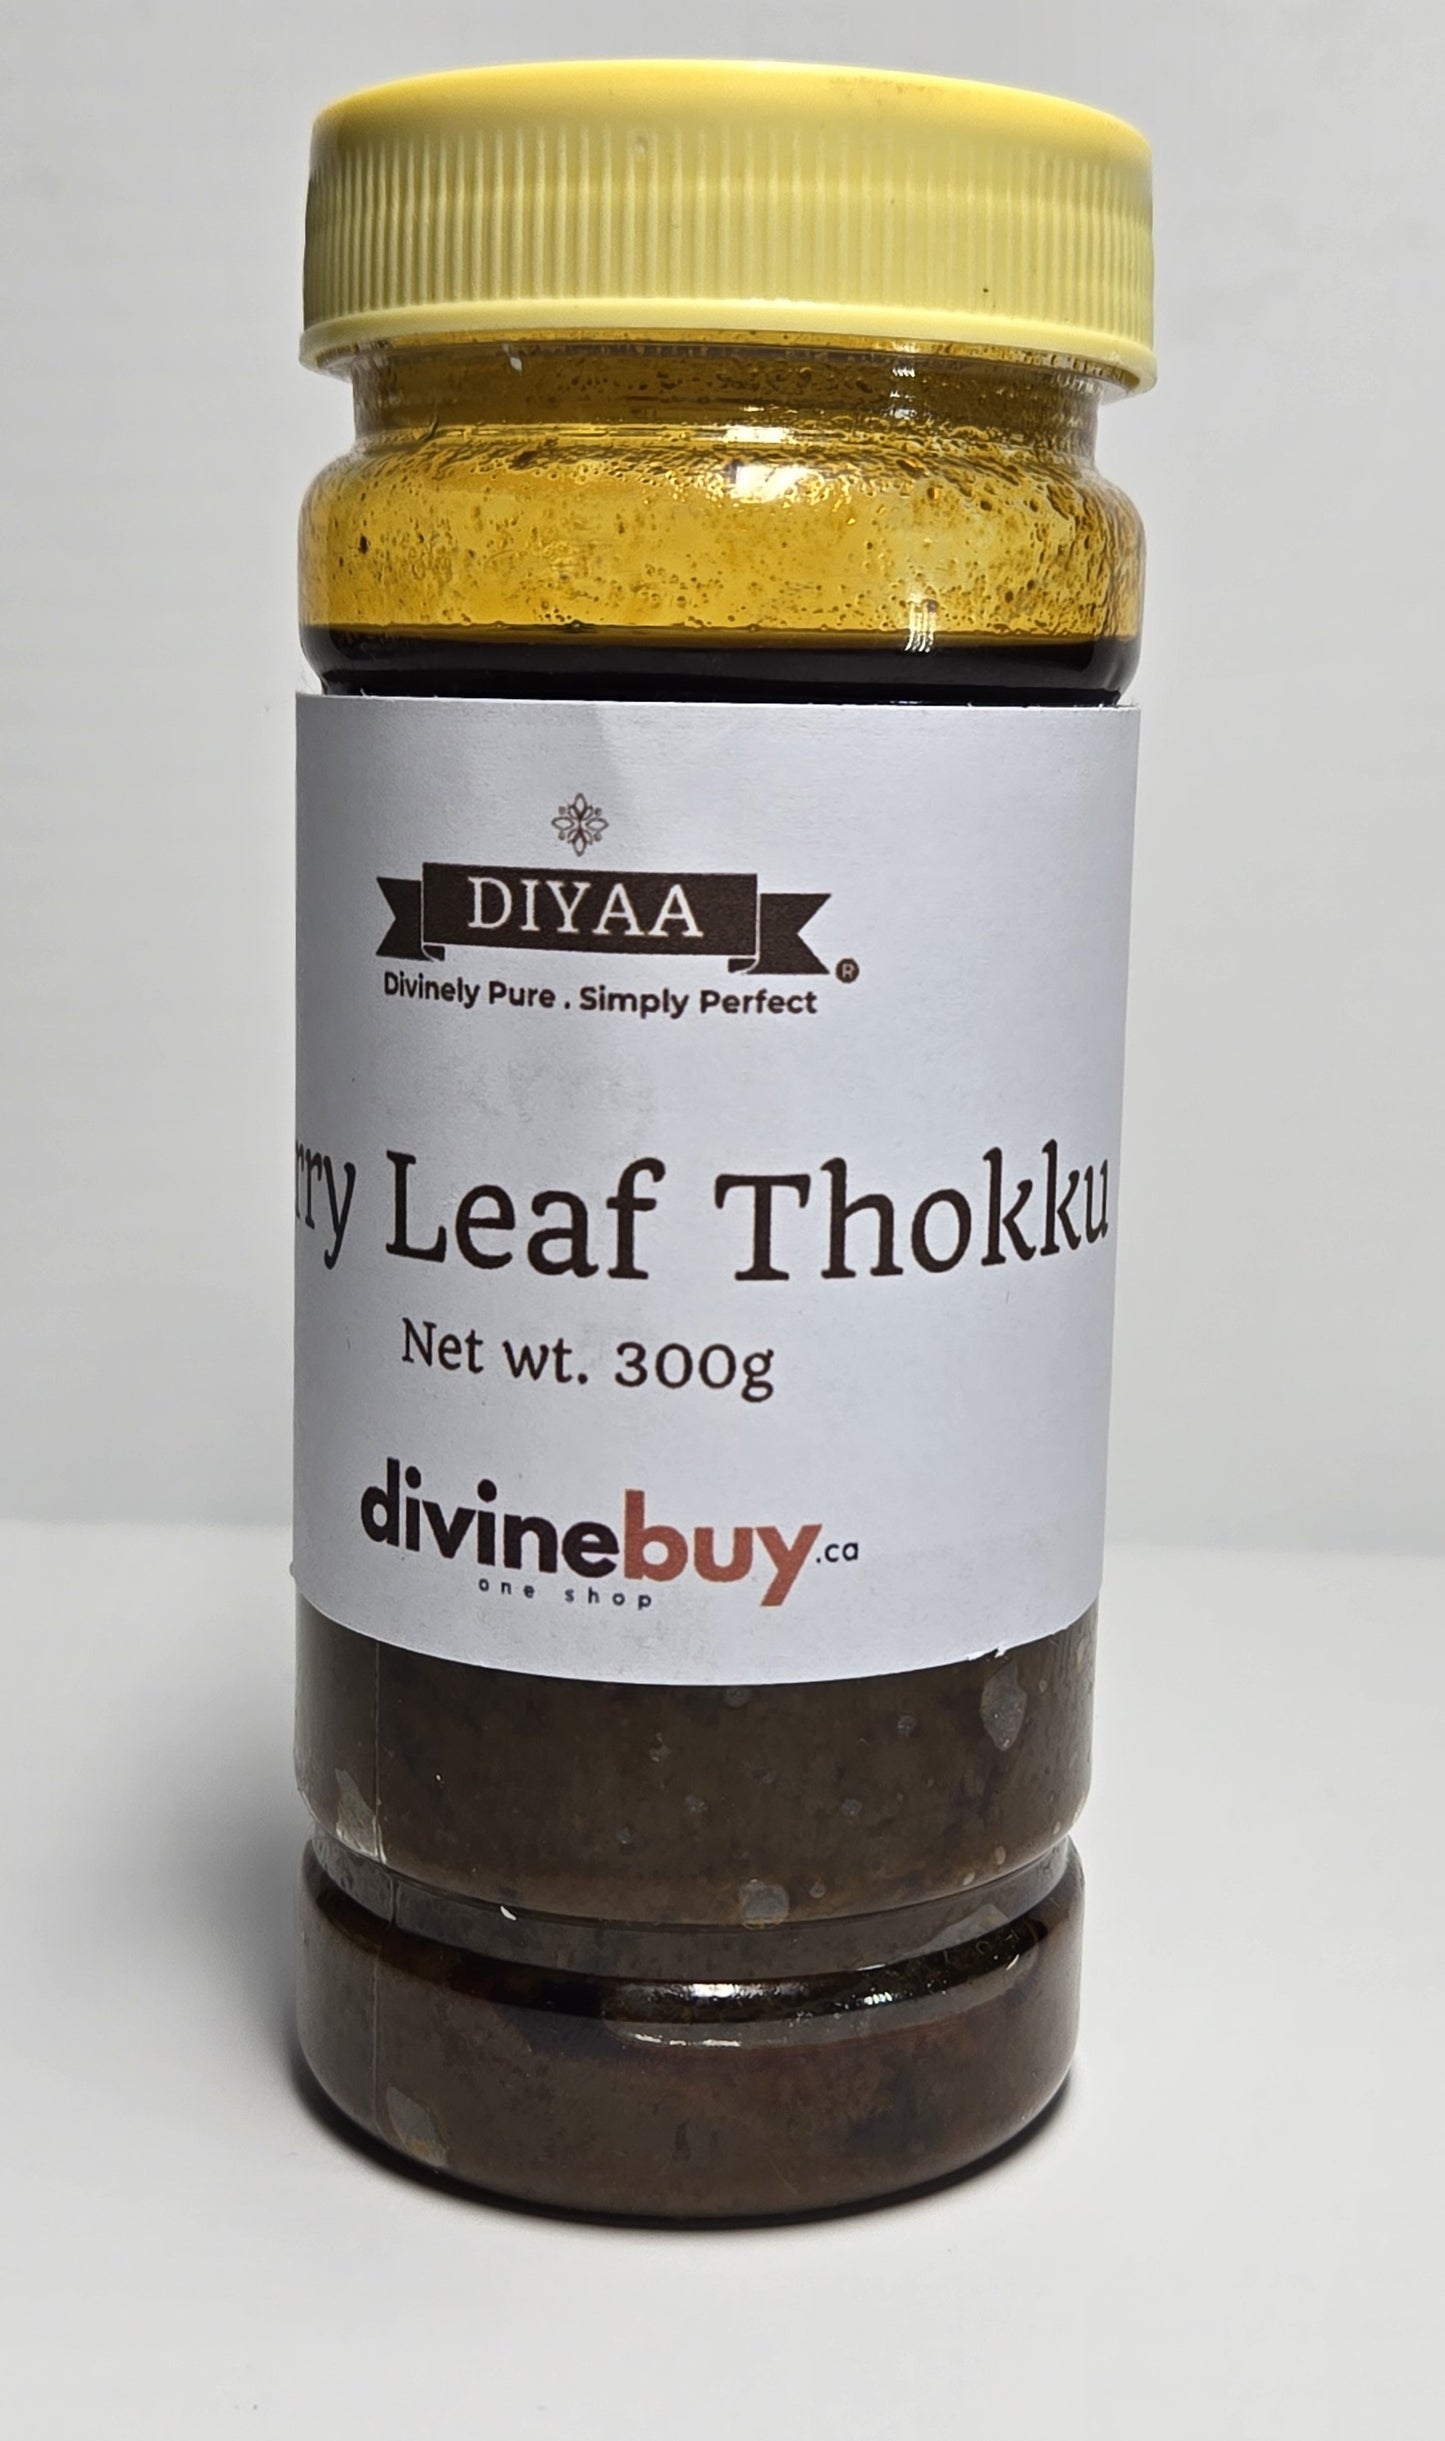 DIYAA
®
Divinely Pure . Simply Perfect
rry Leaf Thokku
Net wt. 300g
divinebuy.ca
one shop